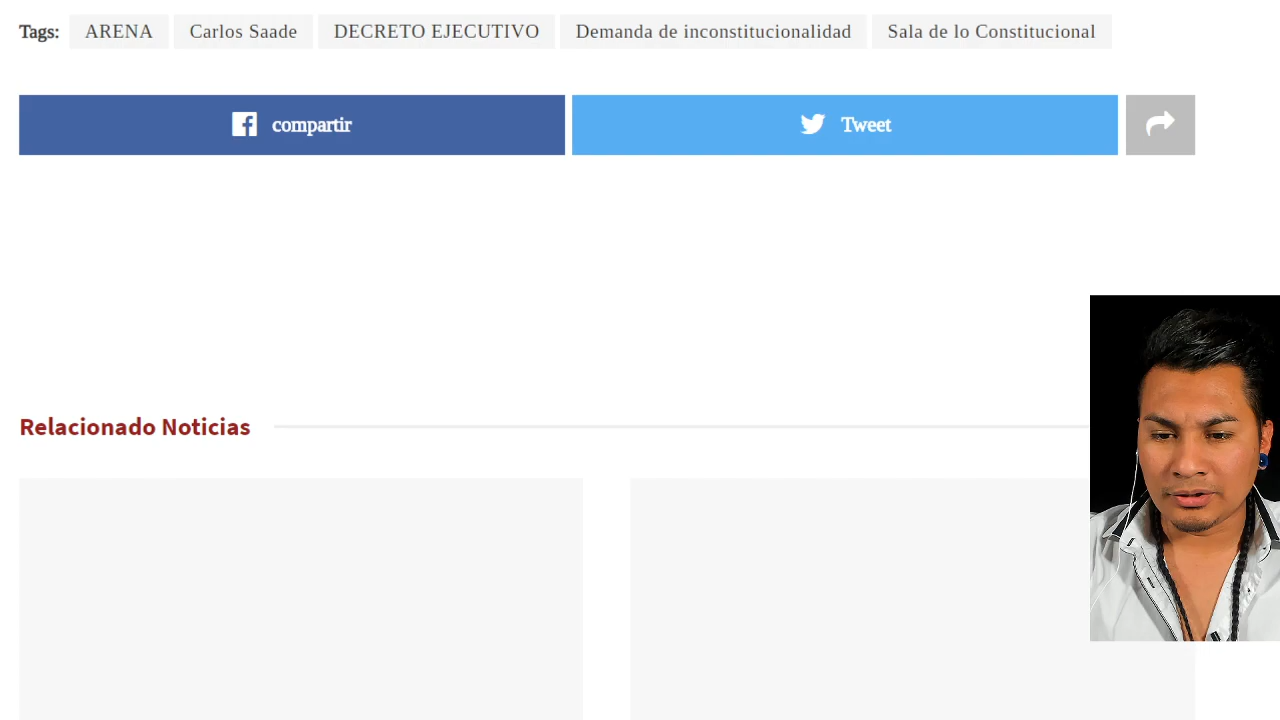 Tags: ARENA Carlos Saade DECRETO EJECUTIVO Demanda de inconstitucionalidad Sala de lo Constitucional
compartir Tweet
Relacionado Noticias